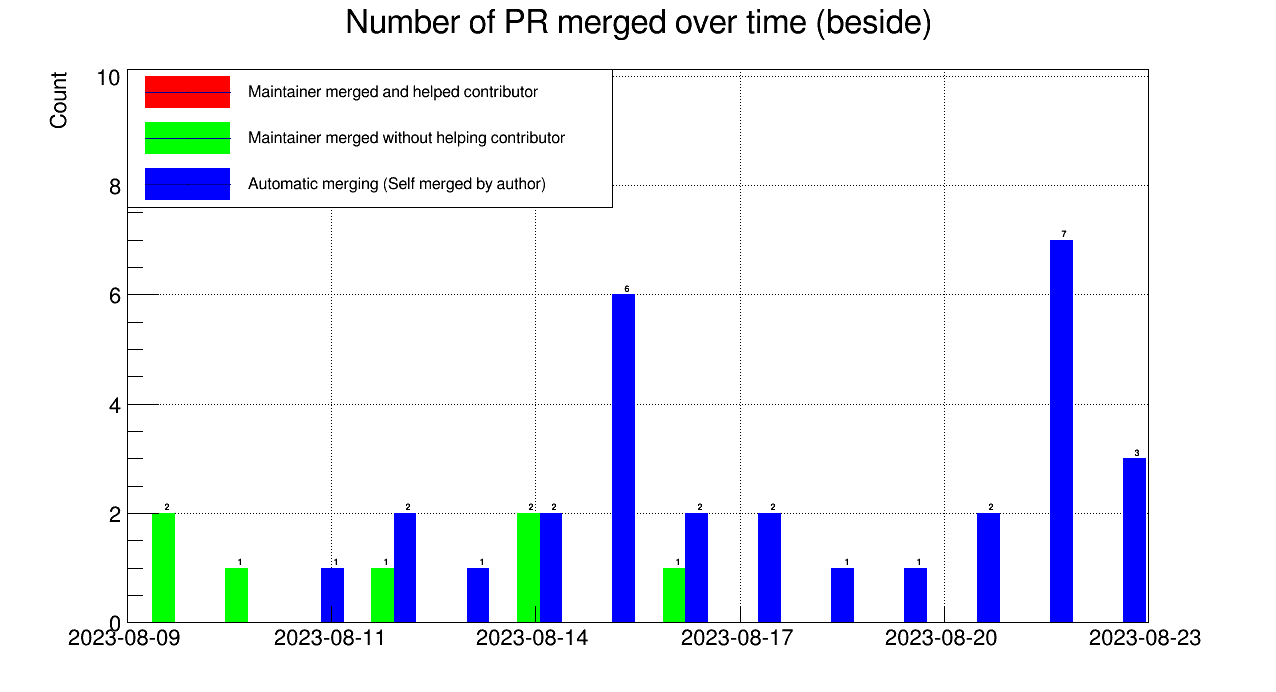 Number of PR merged over time (beside)
Count
10
8
6
4
2
0
Maintainer merged and helped contributor
Maintainer merged without helping contributor
Automatic merging (Self merged by author)
2 1 1 1 2 1 2 2 6 1 2 2 1 1 2 7 3
2023-08-09 2023-08-11 2023-08-14 2023-08-17 2023-08-20 2023-08-23